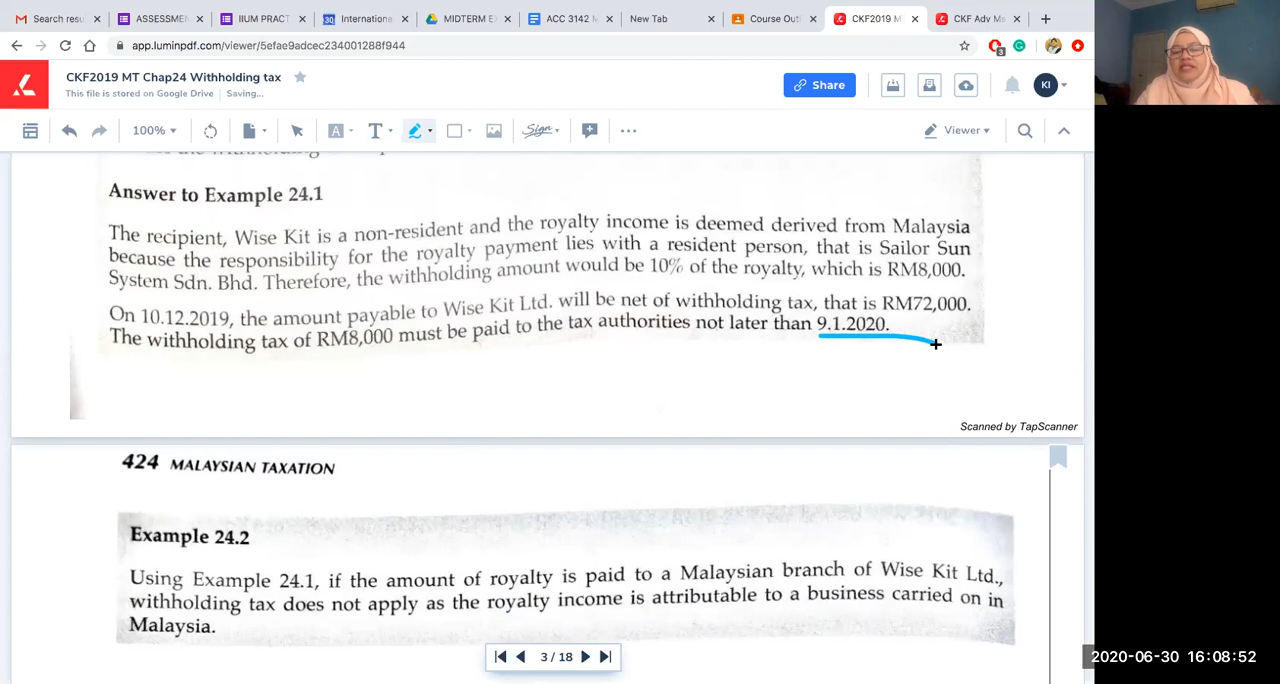 Search resu
ASSESSMEN
IIUM PRACT
Internationa
MIDTERM E
ACC 3142 M
New Tab
Course Outl
CKF2019 M
CKF Adv Ms
app.luminpdf.com/viewer/5efae9adcec234001288f944
3
CKF2019 MT Chap24 Withholding tax
This file is stored on Google Drive
Saving...
Share
KI
100%
A
T
Sign
Viewer
Answer to Example 24.1
The recipient, Wise Kit is a non-resident and the royalty income is deemed derived from Malaysia
because the responsibility for the royalty payment lies with a resident person, that is Sailor Sun
System Sdn. Bhd. Therefore, the withholding amount would be 10% of the royalty, which is RM8,000.
On 10.12.2019, the amount payable to Wise Kit Ltd. will be net of withholding tax, that is RM72,000.
The withholding tax of RM8,000 must be paid to the tax authorities not later than 9.1.2020.
Scanned by TapScanner
424 MALAYSIAN TAXATION
Example 24.2
Using Example 24.1, if the amount of royalty is paid to a Malaysian branch of Wise Kit Ltd.,
withholding tax does not apply as the royalty income is attributable to a business carried on in
Malaysia.
3 / 18
2020-06-30 16:08:52